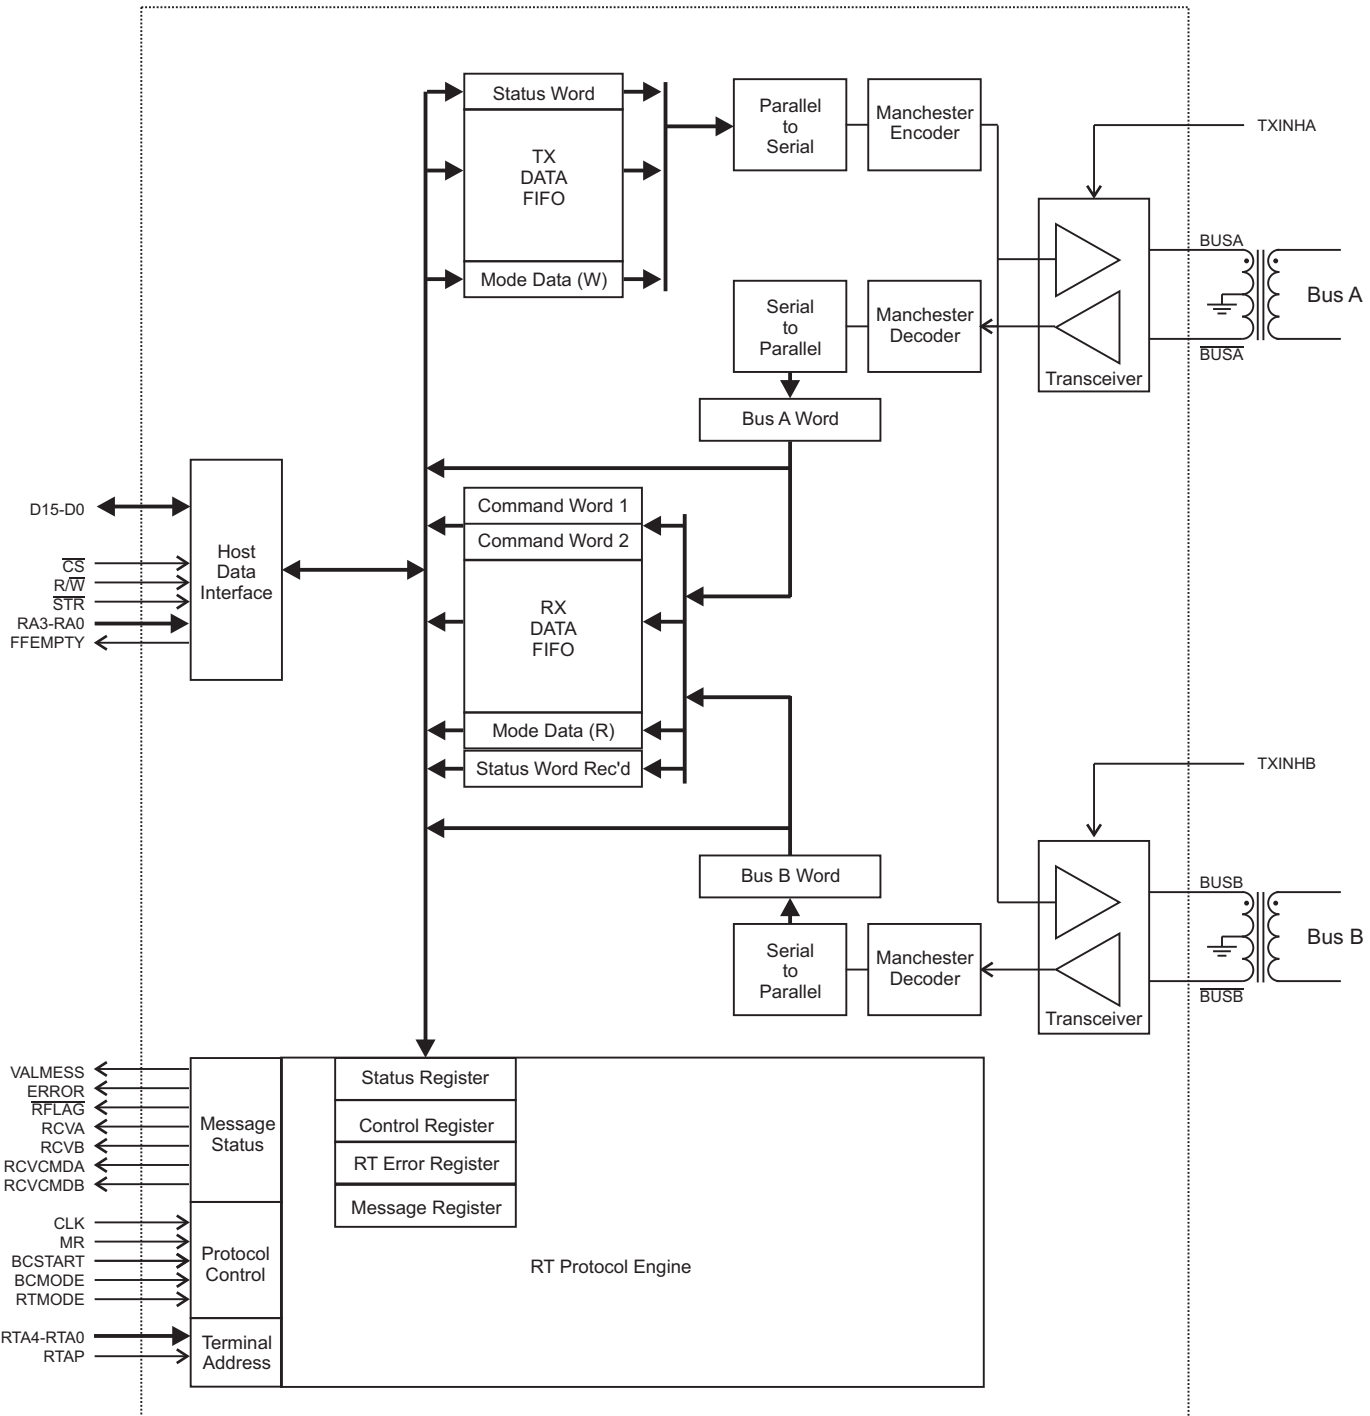 Status Word
TX
DATA
FIFO
Mode Data (W)
Parallel
to
Serial
Manchester
Encoder
TXINHA
Serial
to
Parallel
Manchester
Decoder
Transceiver
BUSA
BUSA
Bus A
Bus A Word
D15-D0
CS
R/W
STR
RA3-RA0
FFEMPTY
Host
Data
Interface
Command Word 1
Command Word 2
RX
DATA
FIFO
Mode Data (R)
Status Word Rec'd
TXINHB
Bus B Word
Serial
to
Parallel
Manchester
Decoder
Transceiver
BUSB
BUSB
Bus B
VALMESS
ERROR
RFLAG
RCVA
RCVB
RCVCMDA
RCVCMDB
Message
Status
Status Register
Control Register
RT Error Register
Message Register
CLK
MR
BCSTART
BCMODE
RTMODE
Protocol
Control
RT Protocol Engine
RTA4-RTA0
RTAP
Terminal
Address